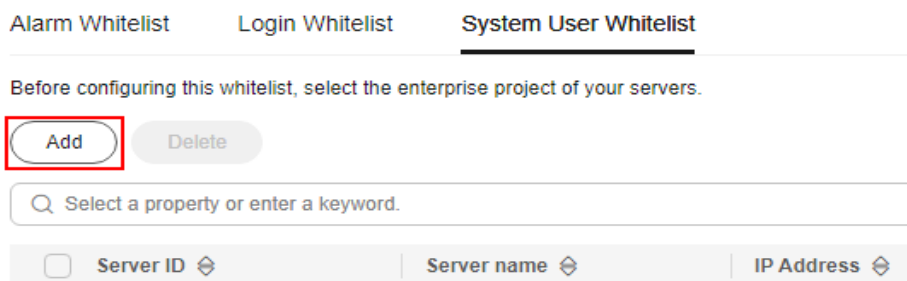 Alarm Whitelist Login Whitelist System User Whitelist
Before configuring this whitelist, select the enterprise project of your servers.
Add Delete
Select a property or enter a keyword.
Server ID Server name IP Address